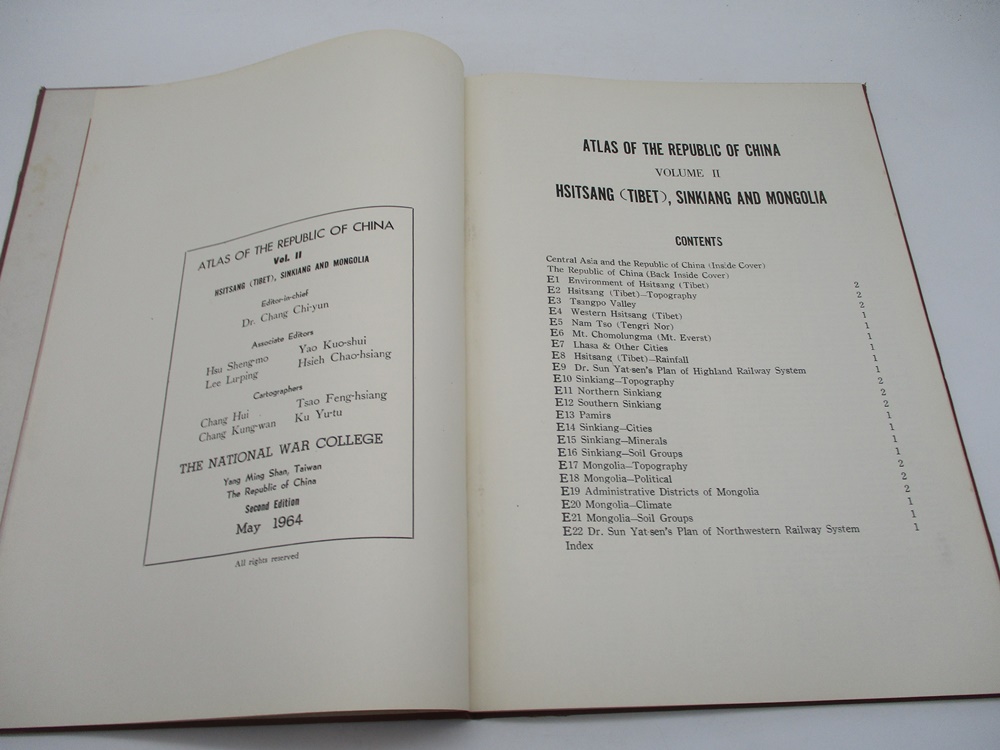 ATLAS OF THE REPUBLIC OF CHINA
Vol. II
HSITSANG (TIBET), SINKIANG AND MONGOLIA
Editor-in-chief
Dr. Chang Chi-yun
Associate Editors
Hsu Sheng-mo Yao Kuo-shui
Lee Lu-ping Hsieh Chao-hsiang
Cartographers
Chang Hui Tsao Feng-hsiang
Chang Kung-wan Ku Yu-tu
THE NATIONAL WAR COLLEGE
Yang Ming Shan, Taiwan
The Republic of China
Second Edition
May 1964
All rights reserved
ATLAS OF THE REPUBLIC OF CHINA
VOLUME II
HSITSANG (TIBET), SINKIANG AND MONGOLIA
CONTENTS
Central Asia and the Republic of China (Inside Cover)
The Republic of China (Back Inside Cover)
E1 Environment of Hsitsang (Tibet) 2
E2 Hsitsang (Tibet)—Topography 2
E3 Tsangpo Valley 2
E4 Western Hsitsang (Tibet) 1
E5 Nam Tso (Tengri Nor) 1
E6 Mt. Chomolungma (Mt. Everst) 1
E7 Lhasa & Other Cities 1
E8 Hsitsang (Tibet)—Rainfall 1
E9 Dr. Sun Yat-sen's Plan of Highland Railway System 1
E10 Sinkiang—Topography 2
E11 Northern Sinkiang 2
E12 Southern Sinkiang 2
E13 Pamirs 1
E14 Sinkiang—Cities 1
E15 Sinkiang—Minerals 1
E16 Sinkiang—Soil Groups 1
E17 Mongolia—Topography 2
E18 Mongolia—Political 2
E19 Administrative Districts of Mongolia 2
E20 Mongolia—Climate 1
E21 Mongolia—Soil Groups 1
E22 Dr. Sun Yat-sen's Plan of Northwestern Railway System 1
Index